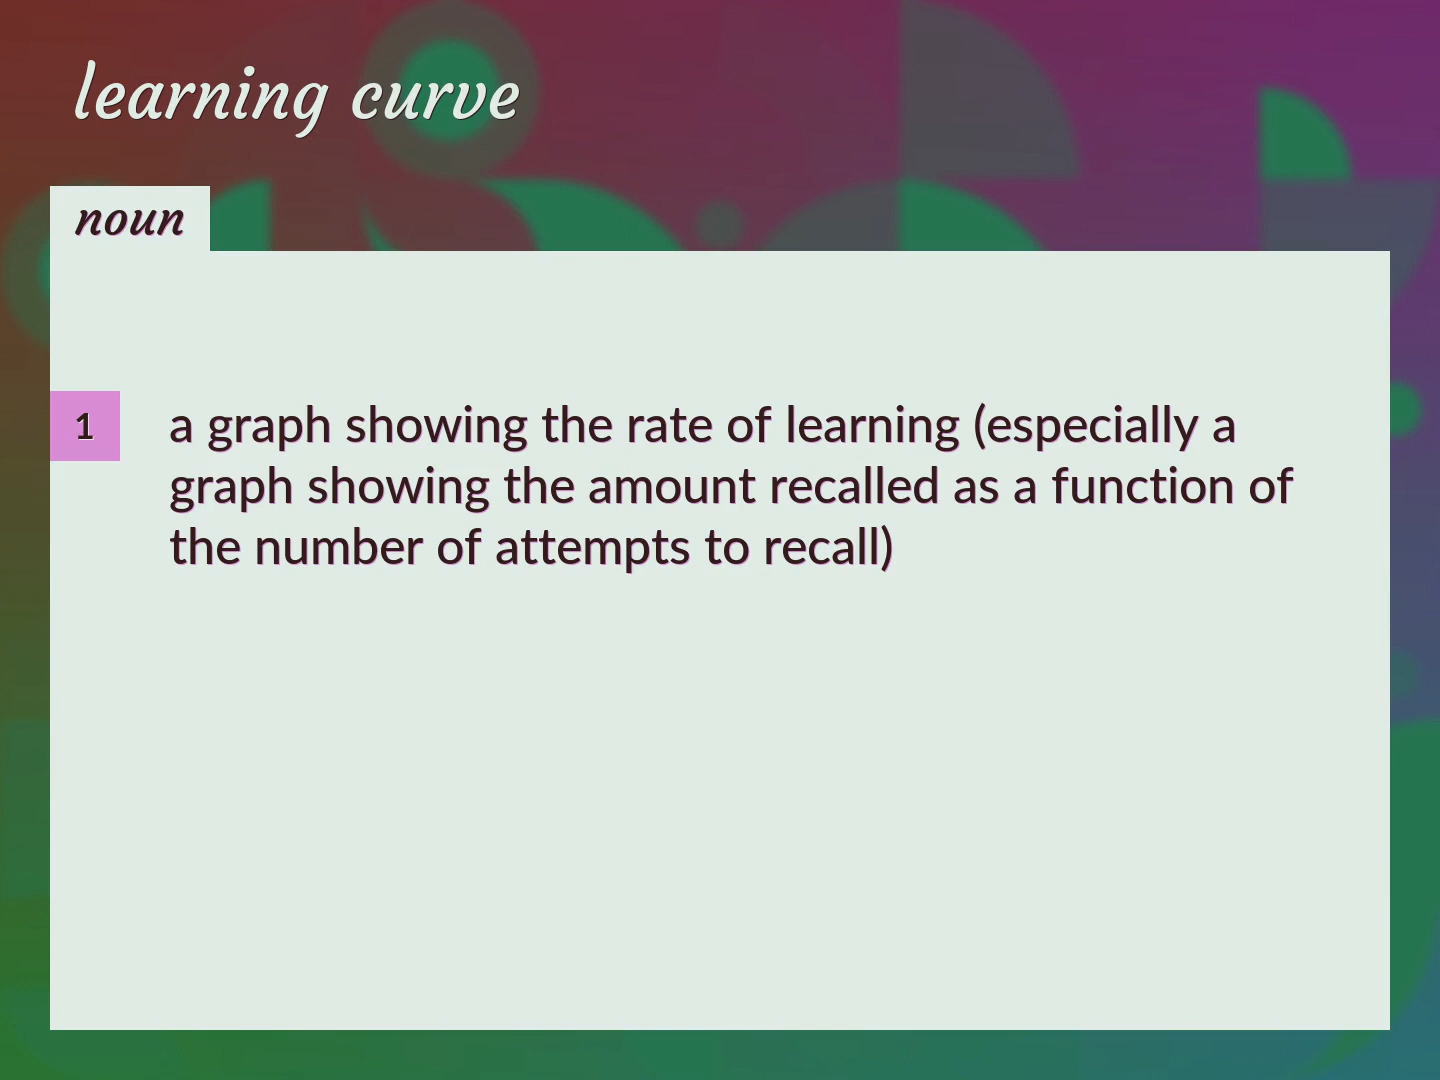 learning curve
noun
1
a graph showing the rate of learning (especially a
graph showing the amount recalled as a function of
the number of attempts to recall)